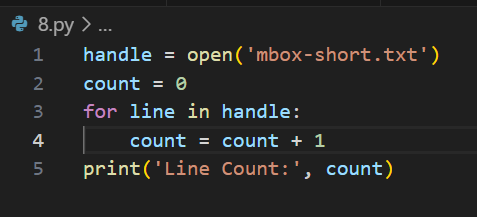 8.py > ...
1 handle = open('mbox-short.txt')
2 count = 0
3 for line in handle:
4     count = count + 1
5 print('Line Count:', count)